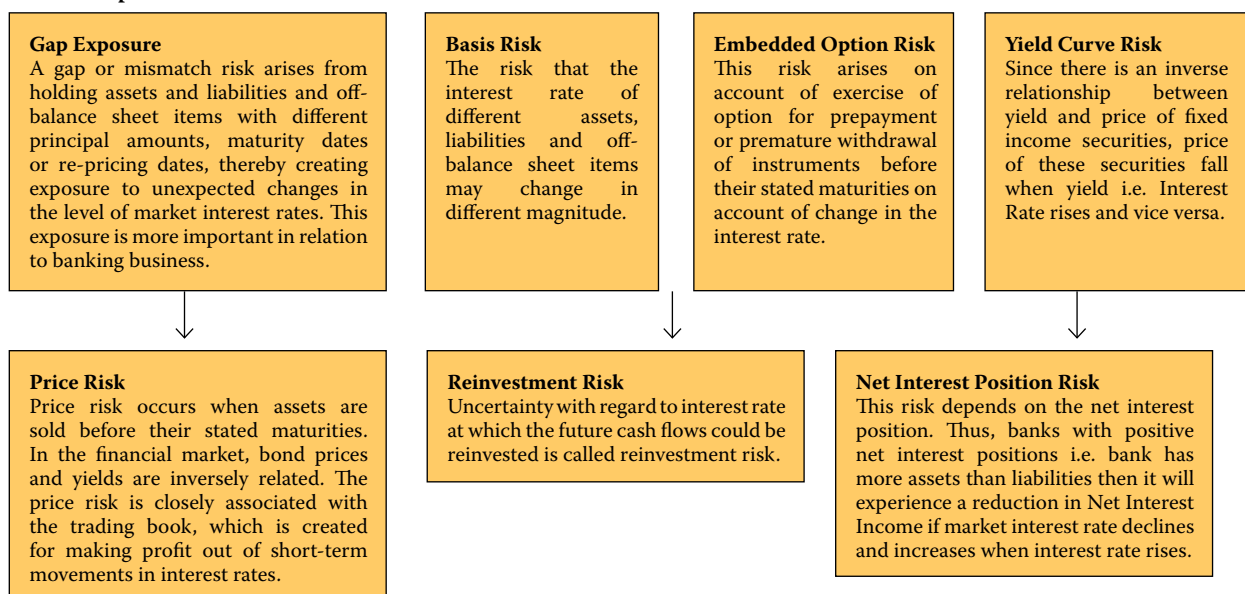 Gap Exposure
A gap or mismatch risk arises from
holding assets and liabilities and off-
balance sheet items with different
principal amounts, maturity dates
or re-pricing dates, thereby creating
exposure to unexpected changes in
the level of market interest rates. This
exposure is more important in relation
to banking business.
Basis Risk
The risk that the
interest rate of
different assets,
liabilities and off-
balance sheet items
may change in
different magnitude.
Embedded Option Risk
This risk arises on
account of exercise of
option for prepayment
or premature withdrawal
of instruments before
their stated maturities on
account of change in the
interest rate.
Yield Curve Risk
Since there is an inverse
relationship between
yield and price of fixed
income securities, price
of these securities fall
when yield i.e. Interest
Rate rises and vice versa.
Price Risk
Price risk occurs when assets are
sold before their stated maturities.
In the financial market, bond prices
and yields are inversely related. The
price risk is closely associated with
the trading book, which is created
for making profit out of short-term
movements in interest rates.
Reinvestment Risk
Uncertainty with regard to interest rate
at which the future cash flows could be
reinvested is called reinvestment risk.
Net Interest Position Risk
This risk depends on the net interest
position. Thus, banks with positive
net interest positions i.e. bank has
more assets than liabilities then it will
experience a reduction in Net Interest
Income if market interest rate declines
and increases when interest rate rises.